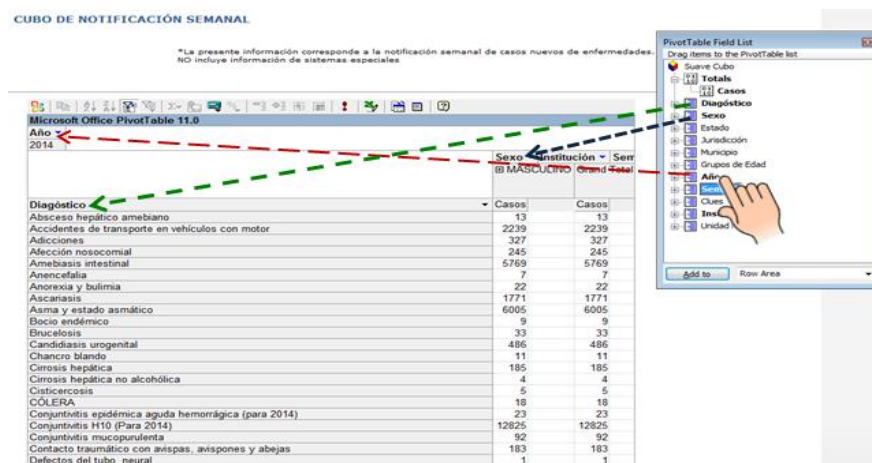 CUBO DE NOTIFICACIÓN SEMANAL
*La presente información corresponde a la notificación semanal de casos nuevos de enfermedades.
NO incluye información de sistemas especiales
PivotTable Field List
Drag items to the PivotTable list
Suave Cubo
Totals
Casos
Diagnóstico
Sexo
Estado
Jurisdicción
Municipio
Grupos de Edad
Año
Sem
Clues
Ins
Unidad
Add to Row Area
Microsoft Office PivotTable 11.0
Año
2014
Sexo Institución Sem
MASCULINO Grand Total
Diagnóstico Casos Casos
Absceso hepático amebiano 13 13
Accidentes de transporte en vehículos con motor 2239 2239
Adicciones 327 327
Afección nosocomial 245 245
Amebiasis intestinal 5769 5769
Anencefalia 7 7
Anorexia y bulimia 22 22
Ascariasis 1771 1771
Asma y estado asmático 6005 6005
Bocio endémico 9 9
Brucelosis 33 33
Candidiasis urogenital 486 486
Chancro blando 11 11
Cirrosis hepática 185 185
Cirrosis hepática no alcohólica 4 4
Cisticercosis 5 5
CÓLERA 18 18
Conjuntivitis epidémica aguda hemorrágica (para 2014) 23 23
Conjuntivitis H10 (Para 2014) 12825 12825
Conjuntivitis mucopurulenta 92 92
Contacto traumático con avispas, avispones y abejas 183 183
Defectos del tubo neural 1 1